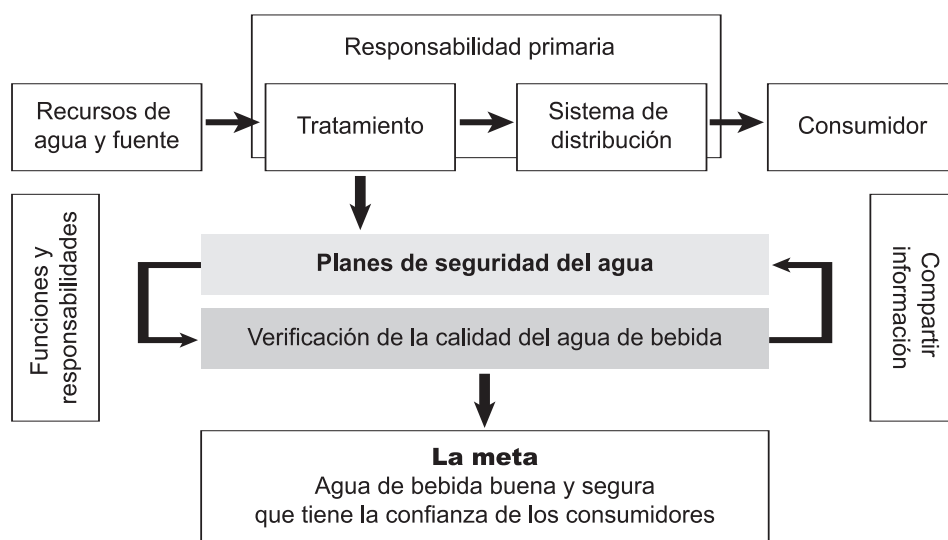 Responsabilidad primaria
Recursos de
agua y fuente
Tratamiento
Sistema de
distribución
Consumidor
Funciones y
responsabilidades
Planes de seguridad del agua
Verificación de la calidad del agua de bebida
Compartir
información
La meta
Agua de bebida buena y segura
que tiene la confianza de los consumidores